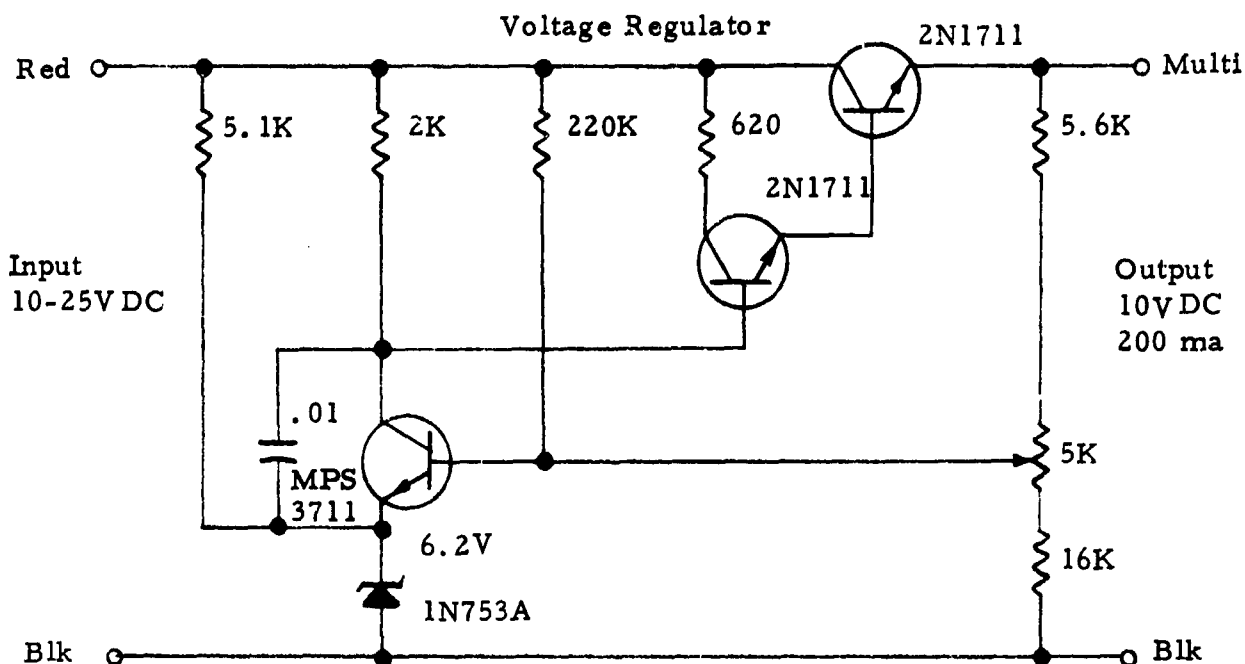 Voltage Regulator
2N1711
Red
Multi
5.1K
2K
220K
620
5.6K
2N1711
Input
10-25V DC
Output
10V DC
200 ma
.01
MPS
3711
5K
6.2V
16K
1N753A
Blk
Blk